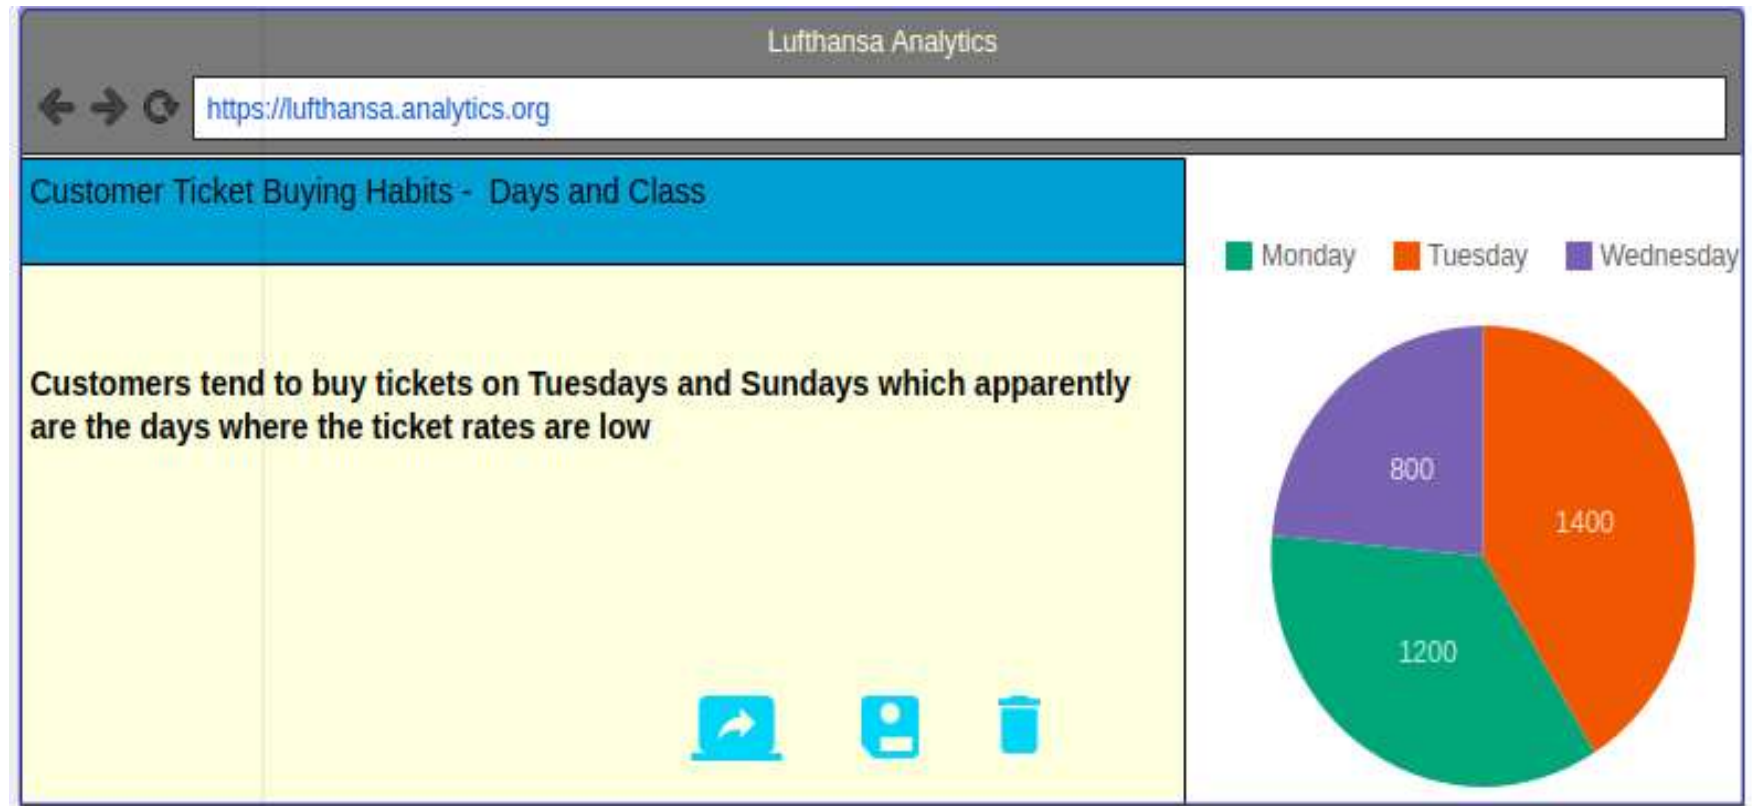 Lufthansa Analytics
https://lufthansa.analytics.org
Customer Ticket Buying Habits -  Days and Class
Customers tend to buy tickets on Tuesdays and Sundays which apparently
are the days where the ticket rates are low
Monday Tuesday Wednesday
800
1400
1200